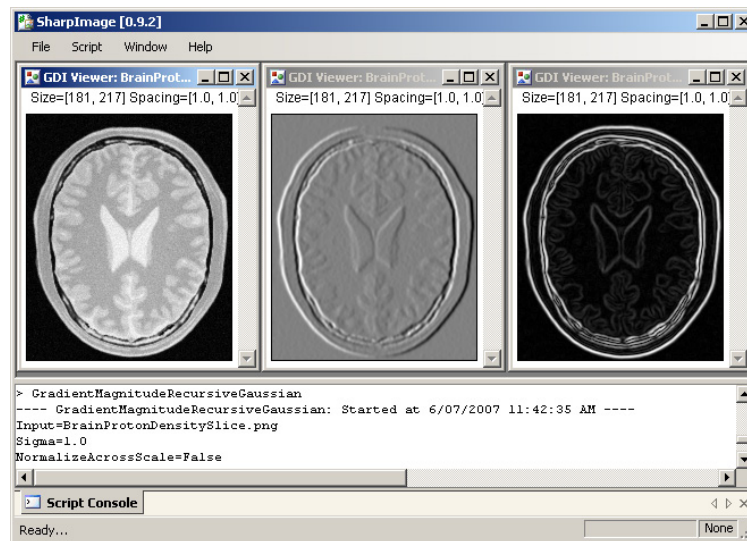 SharpImage [0.9.2]
File Script Window Help
GDI Viewer: BrainProt...
Size=[181, 217] Spacing=[1.0, 1.0
GDI Viewer: BrainProt...
Size=[181, 217] Spacing=[1.0, 1.0
GDI Viewer: BrainProt...
Size=[181, 217] Spacing=[1.0, 1.0
> GradientMagnitudeRecursiveGaussian
---- GradientMagnitudeRecursiveGaussian: Started at 6/07/2007 11:42:35 AM ----
Input=BrainProtonDensitySlice.png
Sigma=1.0
NormalizeAcrossScale=False
Script Console
Ready...
None